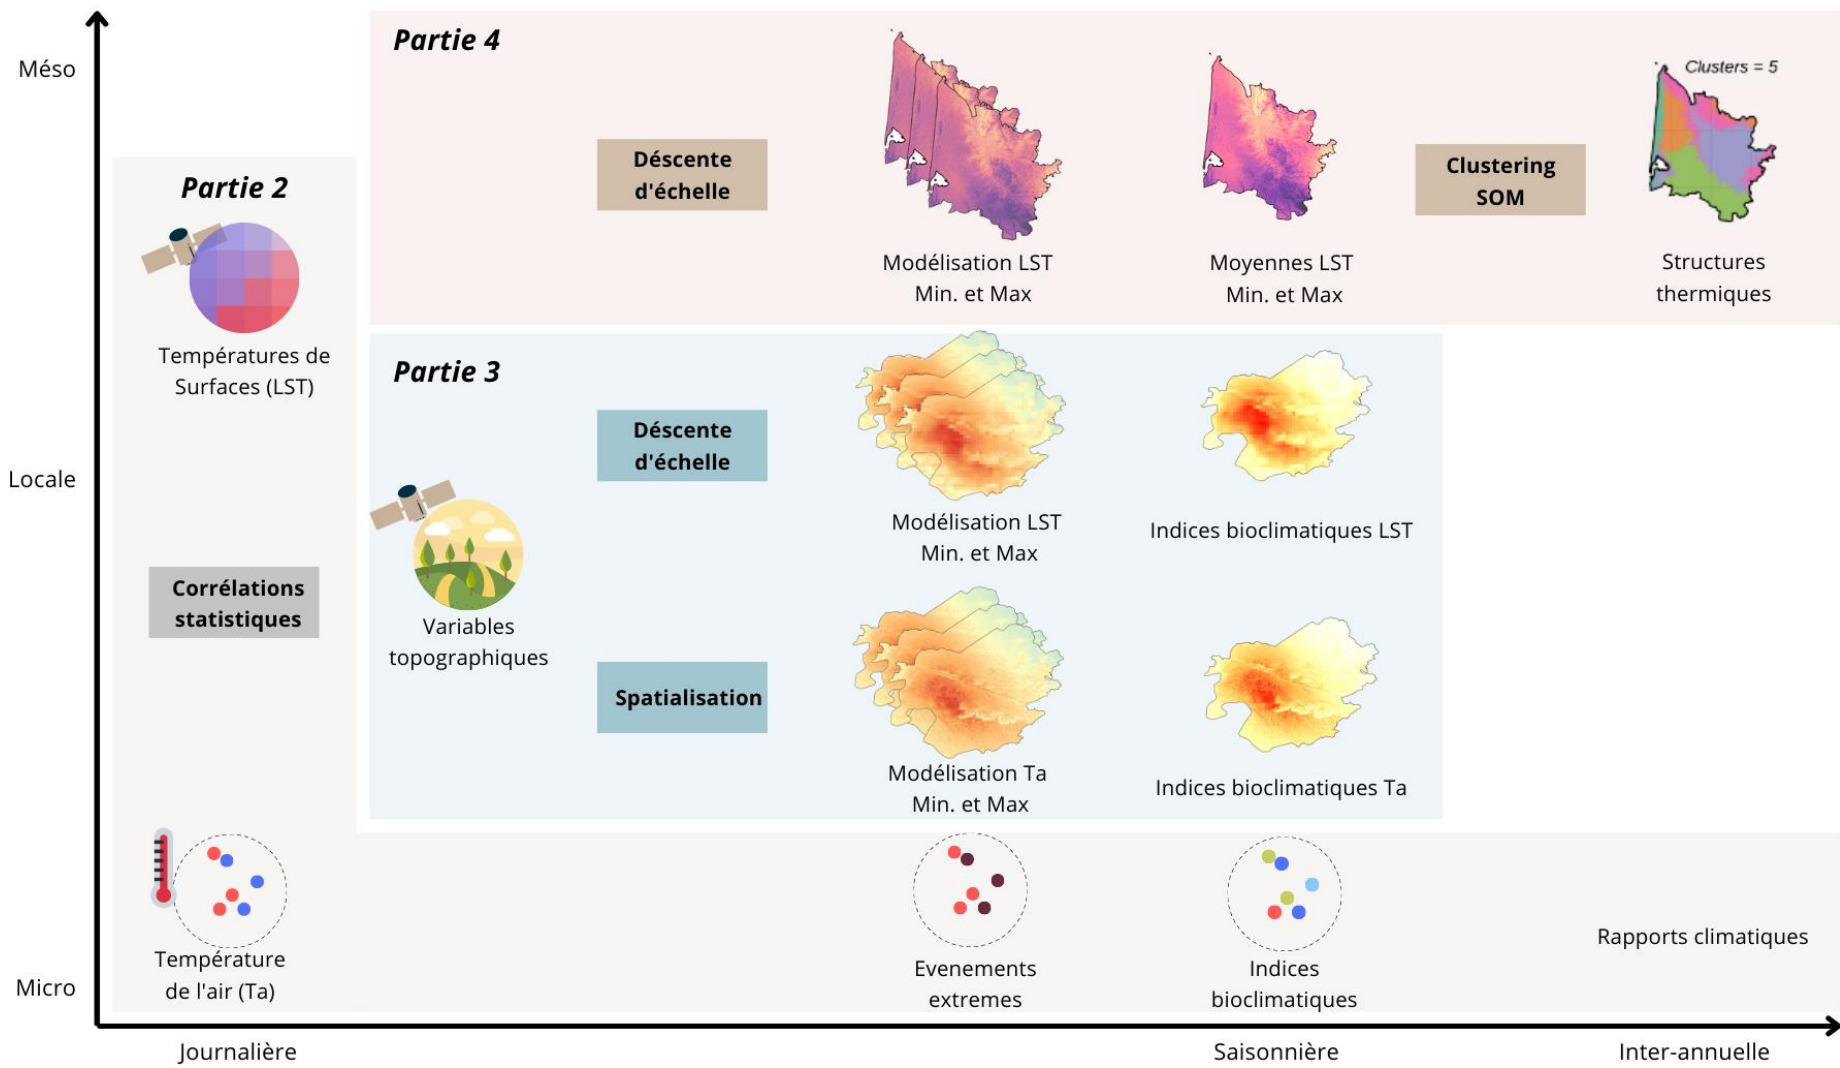 Méso
Locale
Micro
Partie 2
Températures de
Surfaces (LST)
Corrélations
statistiques
Température
de l'air (Ta)
Partie 4
Déscente
d'échelle
Modélisation LST
Min. et Max
Moyennes LST
Min. et Max
Clustering
SOM
Clusters = 5
Structures
thermiques
Partie 3
Variables
topographiques
Déscente
d'échelle
Modélisation LST
Min. et Max
Indices bioclimatiques LST
Spatialisation
Modélisation Ta
Min. et Max
Indices bioclimatiques Ta
Evenements
extremes
Indices
bioclimatiques
Rapports climatiques
Journalière
Saisonnière
Inter-annuelle